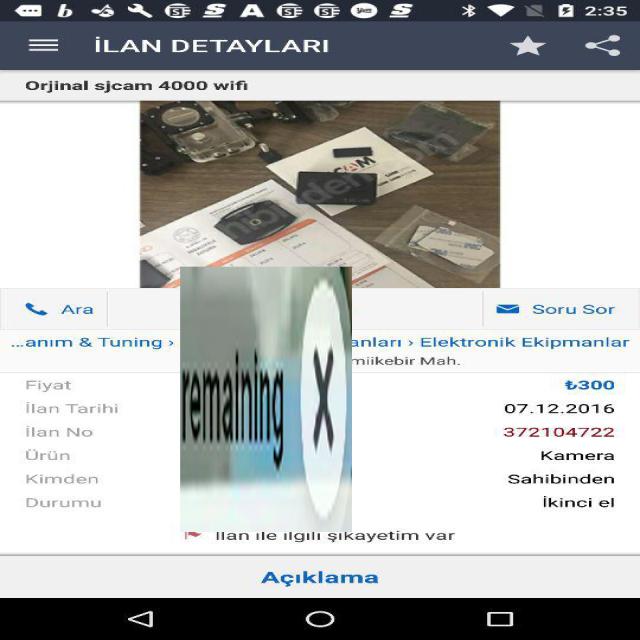 2:35
İLAN DETAYLARI
Orjinal sjcam 4000 wifi
CAM
Ara
Soru Sor
...anım & Tuning ›
anları › Elektronik Ekipmanlar
miikebir Mah.
Fiyat
₺300
İlan Tarihi
07.12.2016
İlan No
372104722
Ürün
Kamera
Kimden
Sahibinden
Durumu
İkinci el
remaining
X
İlan ile ilgili şikayetim var
Açıklama